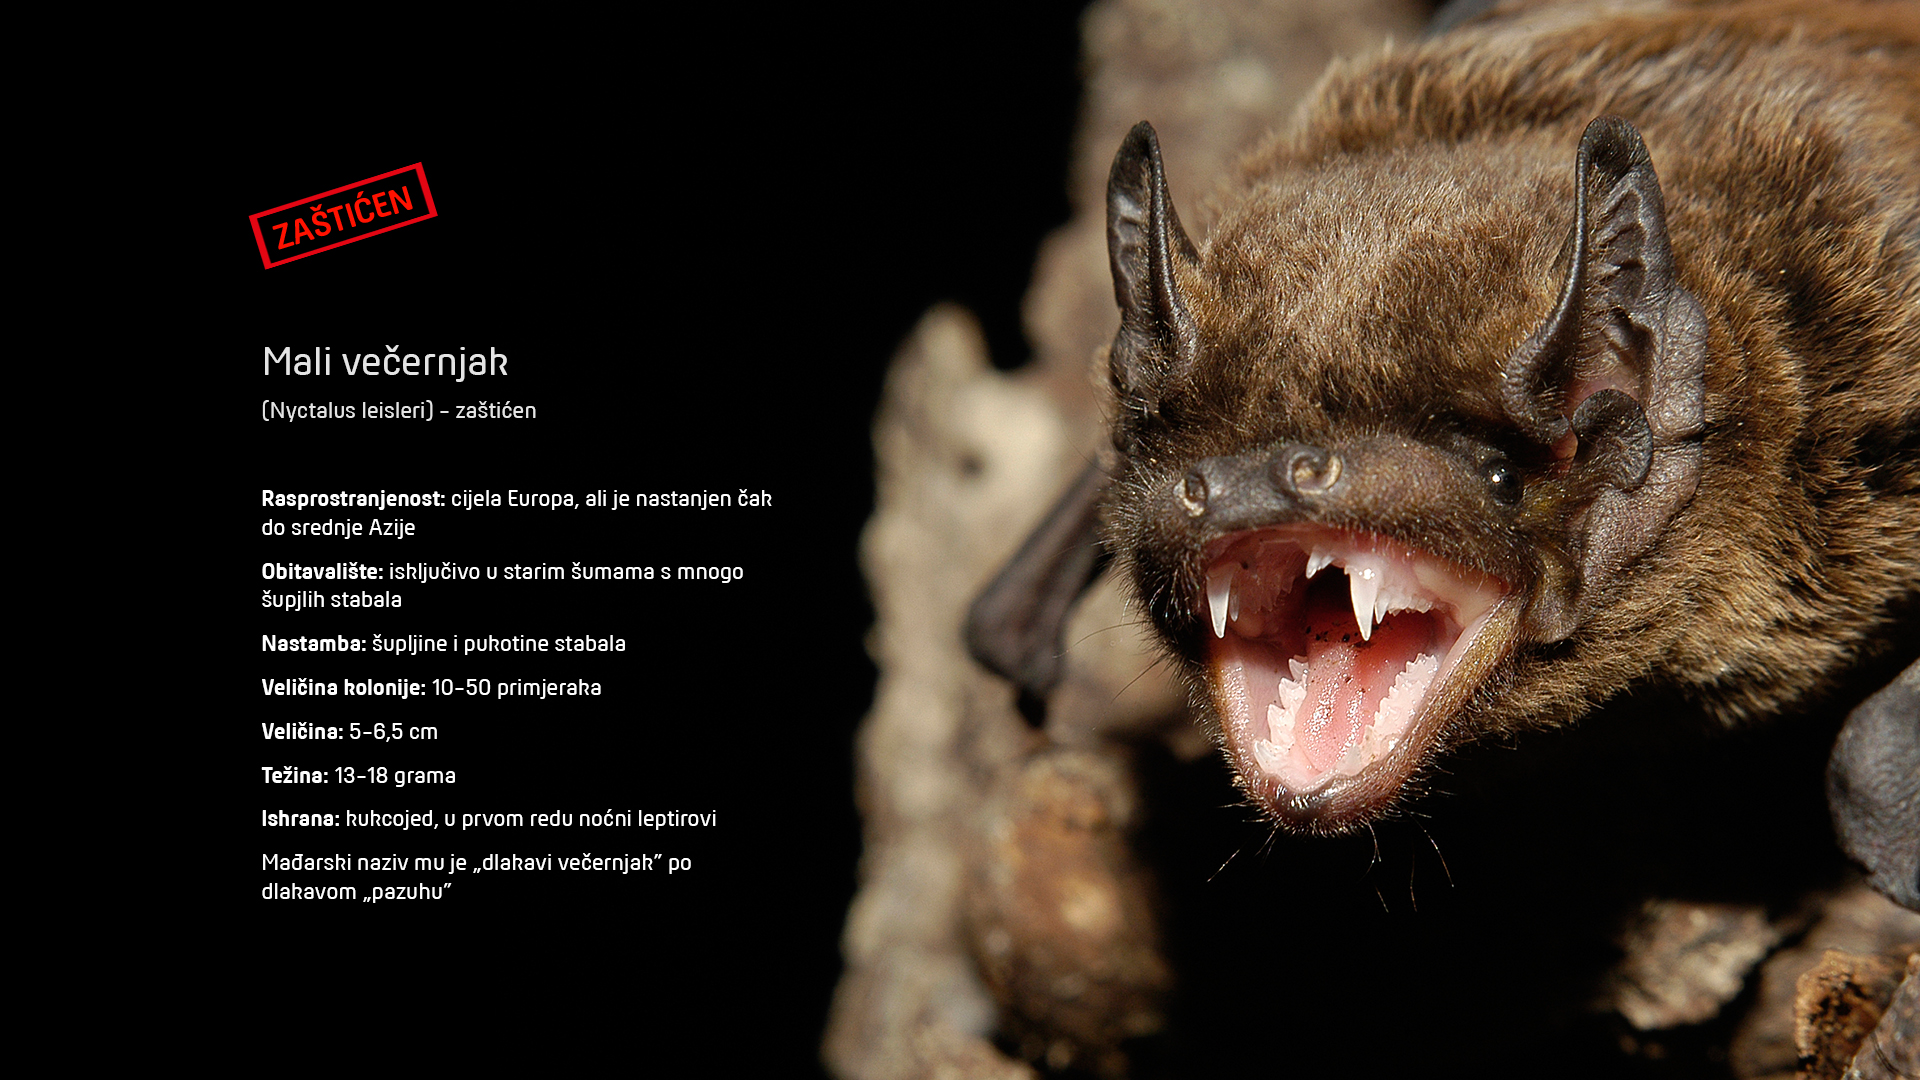 ZAŠTIĆEN
Mali večernjak
(Nyctalus leisleri) – zaštićen
Rasprostranjenost: cijela Europa, ali je nastanjen čak
do srednje Azije
Obitavalište: isključivo u starim šumama s mnogo
šupjlih stabala
Nastamba: šupljine i pukotine stabala
Veličina kolonije: 10–50 primjeraka
Veličina: 5–6,5 cm
Težina: 13–18 grama
Ishrana: kukcojed, u prvom redu noćni leptirovi
Mađarski naziv mu je „dlakavi večernjak” po
dlakavom „pazuhu”